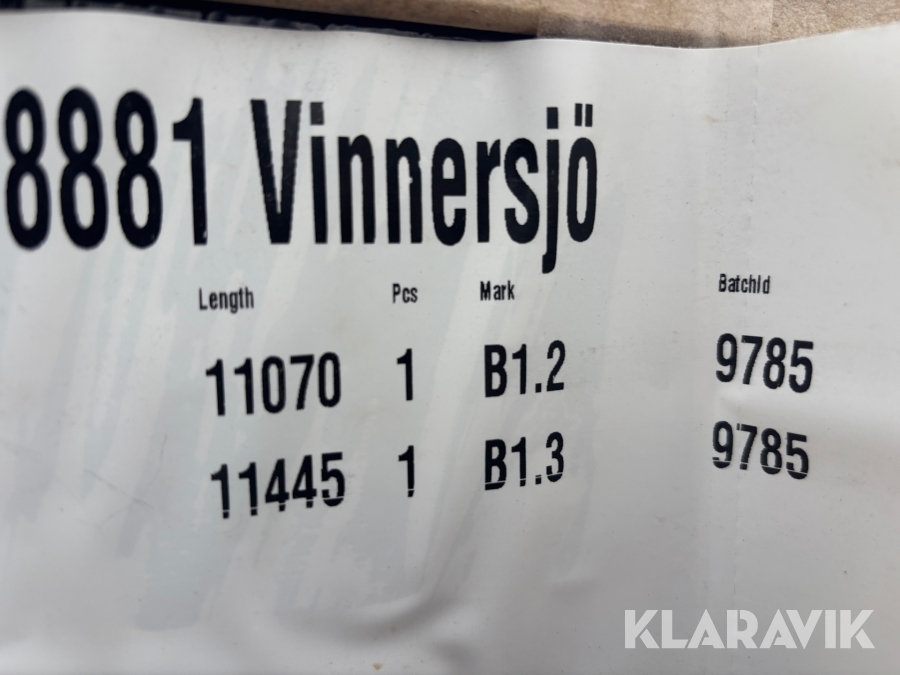 8881 Vinnersjö
Length Pcs Mark BatchId
11070 1 B1.2 9785
11445 1 B1.3 9785
KLARAVIK